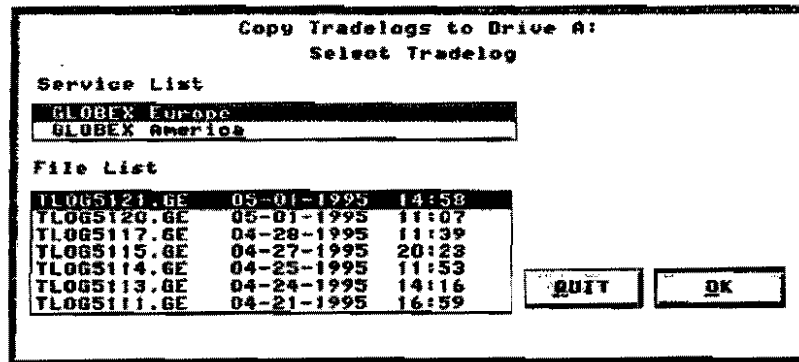 Copy Tradelogs to Drive A:
Select Tradelog
Service List
GLOBEX Europe
GLOBEX America
File List
TLOG5121.GE 05-01-1995 14:58
TLOG5120.GE 05-01-1995 11:07
TLOG5117.GE 04-28-1995 11:39
TLOG5115.GE 04-27-1995 20:23
TLOG5114.GE 04-25-1995 11:53
TLOG5113.GE 04-24-1995 14:16
TLOG5111.GE 04-21-1995 16:59
QUIT OK